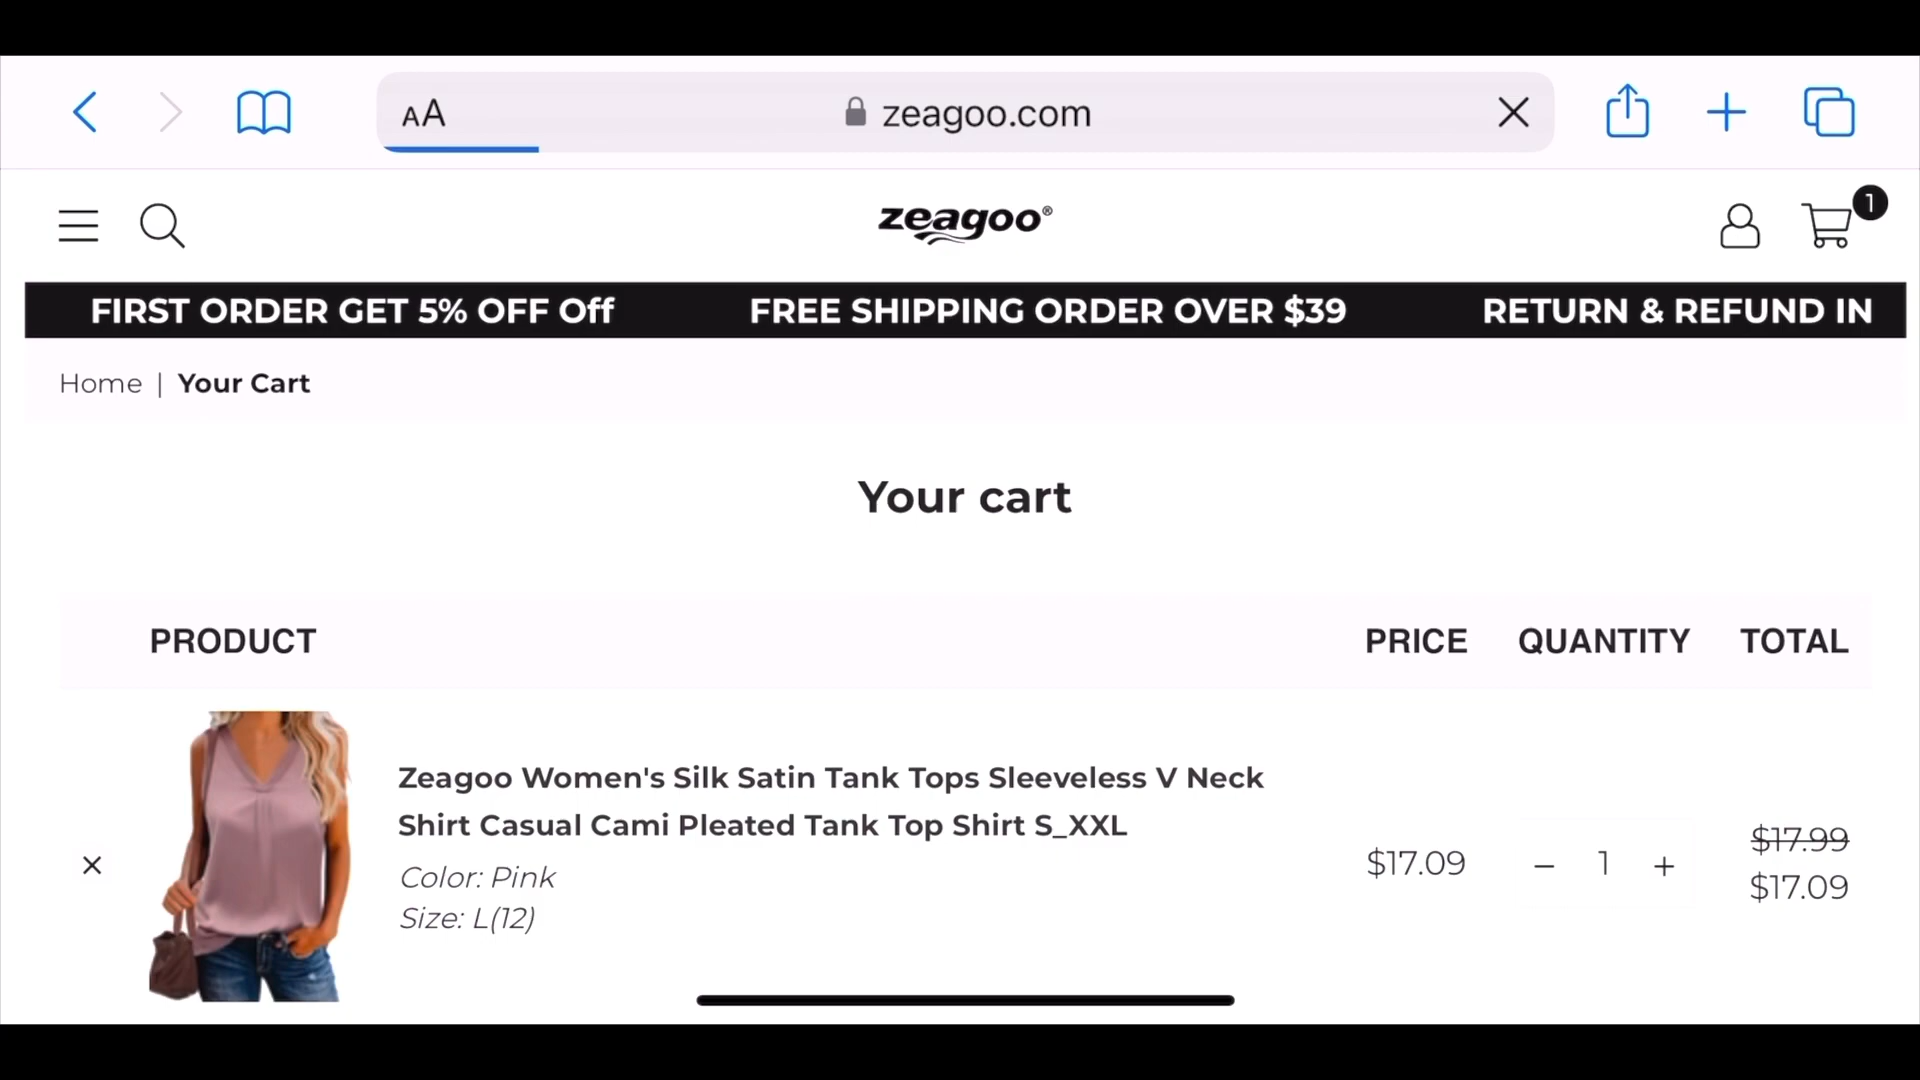 AA
zeagoo.com
zeagoo®
1
FIRST ORDER GET 5% OFF Off
FREE SHIPPING ORDER OVER $39
RETURN & REFUND IN
Home | Your Cart
Your cart
PRODUCT
PRICE
QUANTITY
TOTAL
Zeagoo Women's Silk Satin Tank Tops Sleeveless V Neck
Shirt Casual Cami Pleated Tank Top Shirt S_XXL
Color: Pink
Size: L(12)
$17.09
− 1 +
$17.99
$17.09